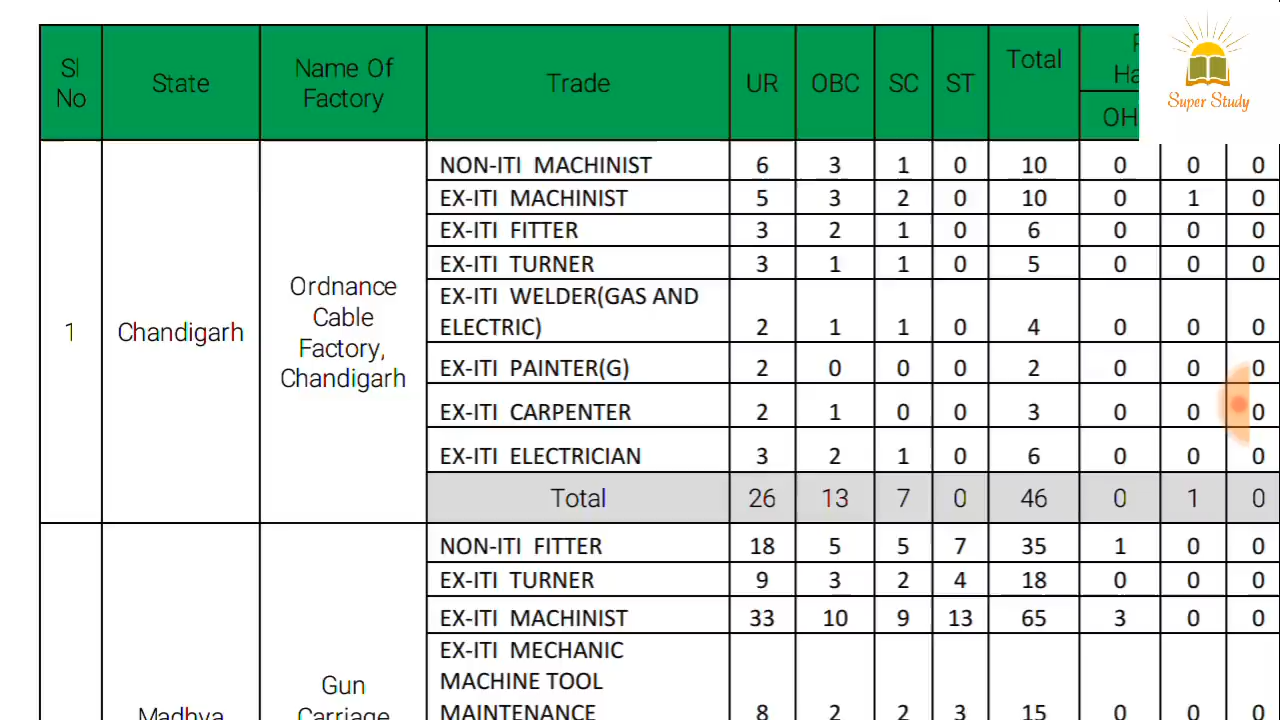 Sl No State Name Of Factory Trade UR OBC SC ST Total
OH
Super Study
NON-ITI MACHINIST 6 3 1 0 10 0 0 0
EX-ITI MACHINIST 5 3 2 0 10 0 1 0
EX-ITI FITTER 3 2 1 0 6 0 0 0
EX-ITI TURNER 3 1 1 0 5 0 0 0
EX-ITI WELDER(GAS AND
ELECTRIC) 2 1 1 0 4 0 0 0
1 Chandigarh Ordnance
Cable
Factory,
Chandigarh
EX-ITI PAINTER(G) 2 0 0 0 2 0 0 0
EX-ITI CARPENTER 2 1 0 0 3 0 0 0
EX-ITI ELECTRICIAN 3 2 1 0 6 0 0 0
Total 26 13 7 0 46 0 1 0
NON-ITI FITTER 18 5 5 7 35 1 0 0
EX-ITI TURNER 9 3 2 4 18 0 0 0
EX-ITI MACHINIST 33 10 9 13 65 3 0 0
EX-ITI MECHANIC
MACHINE TOOL
MAINTENANCE 8 2 2 3 15 0 0 0
Madhya Gun
Carriage